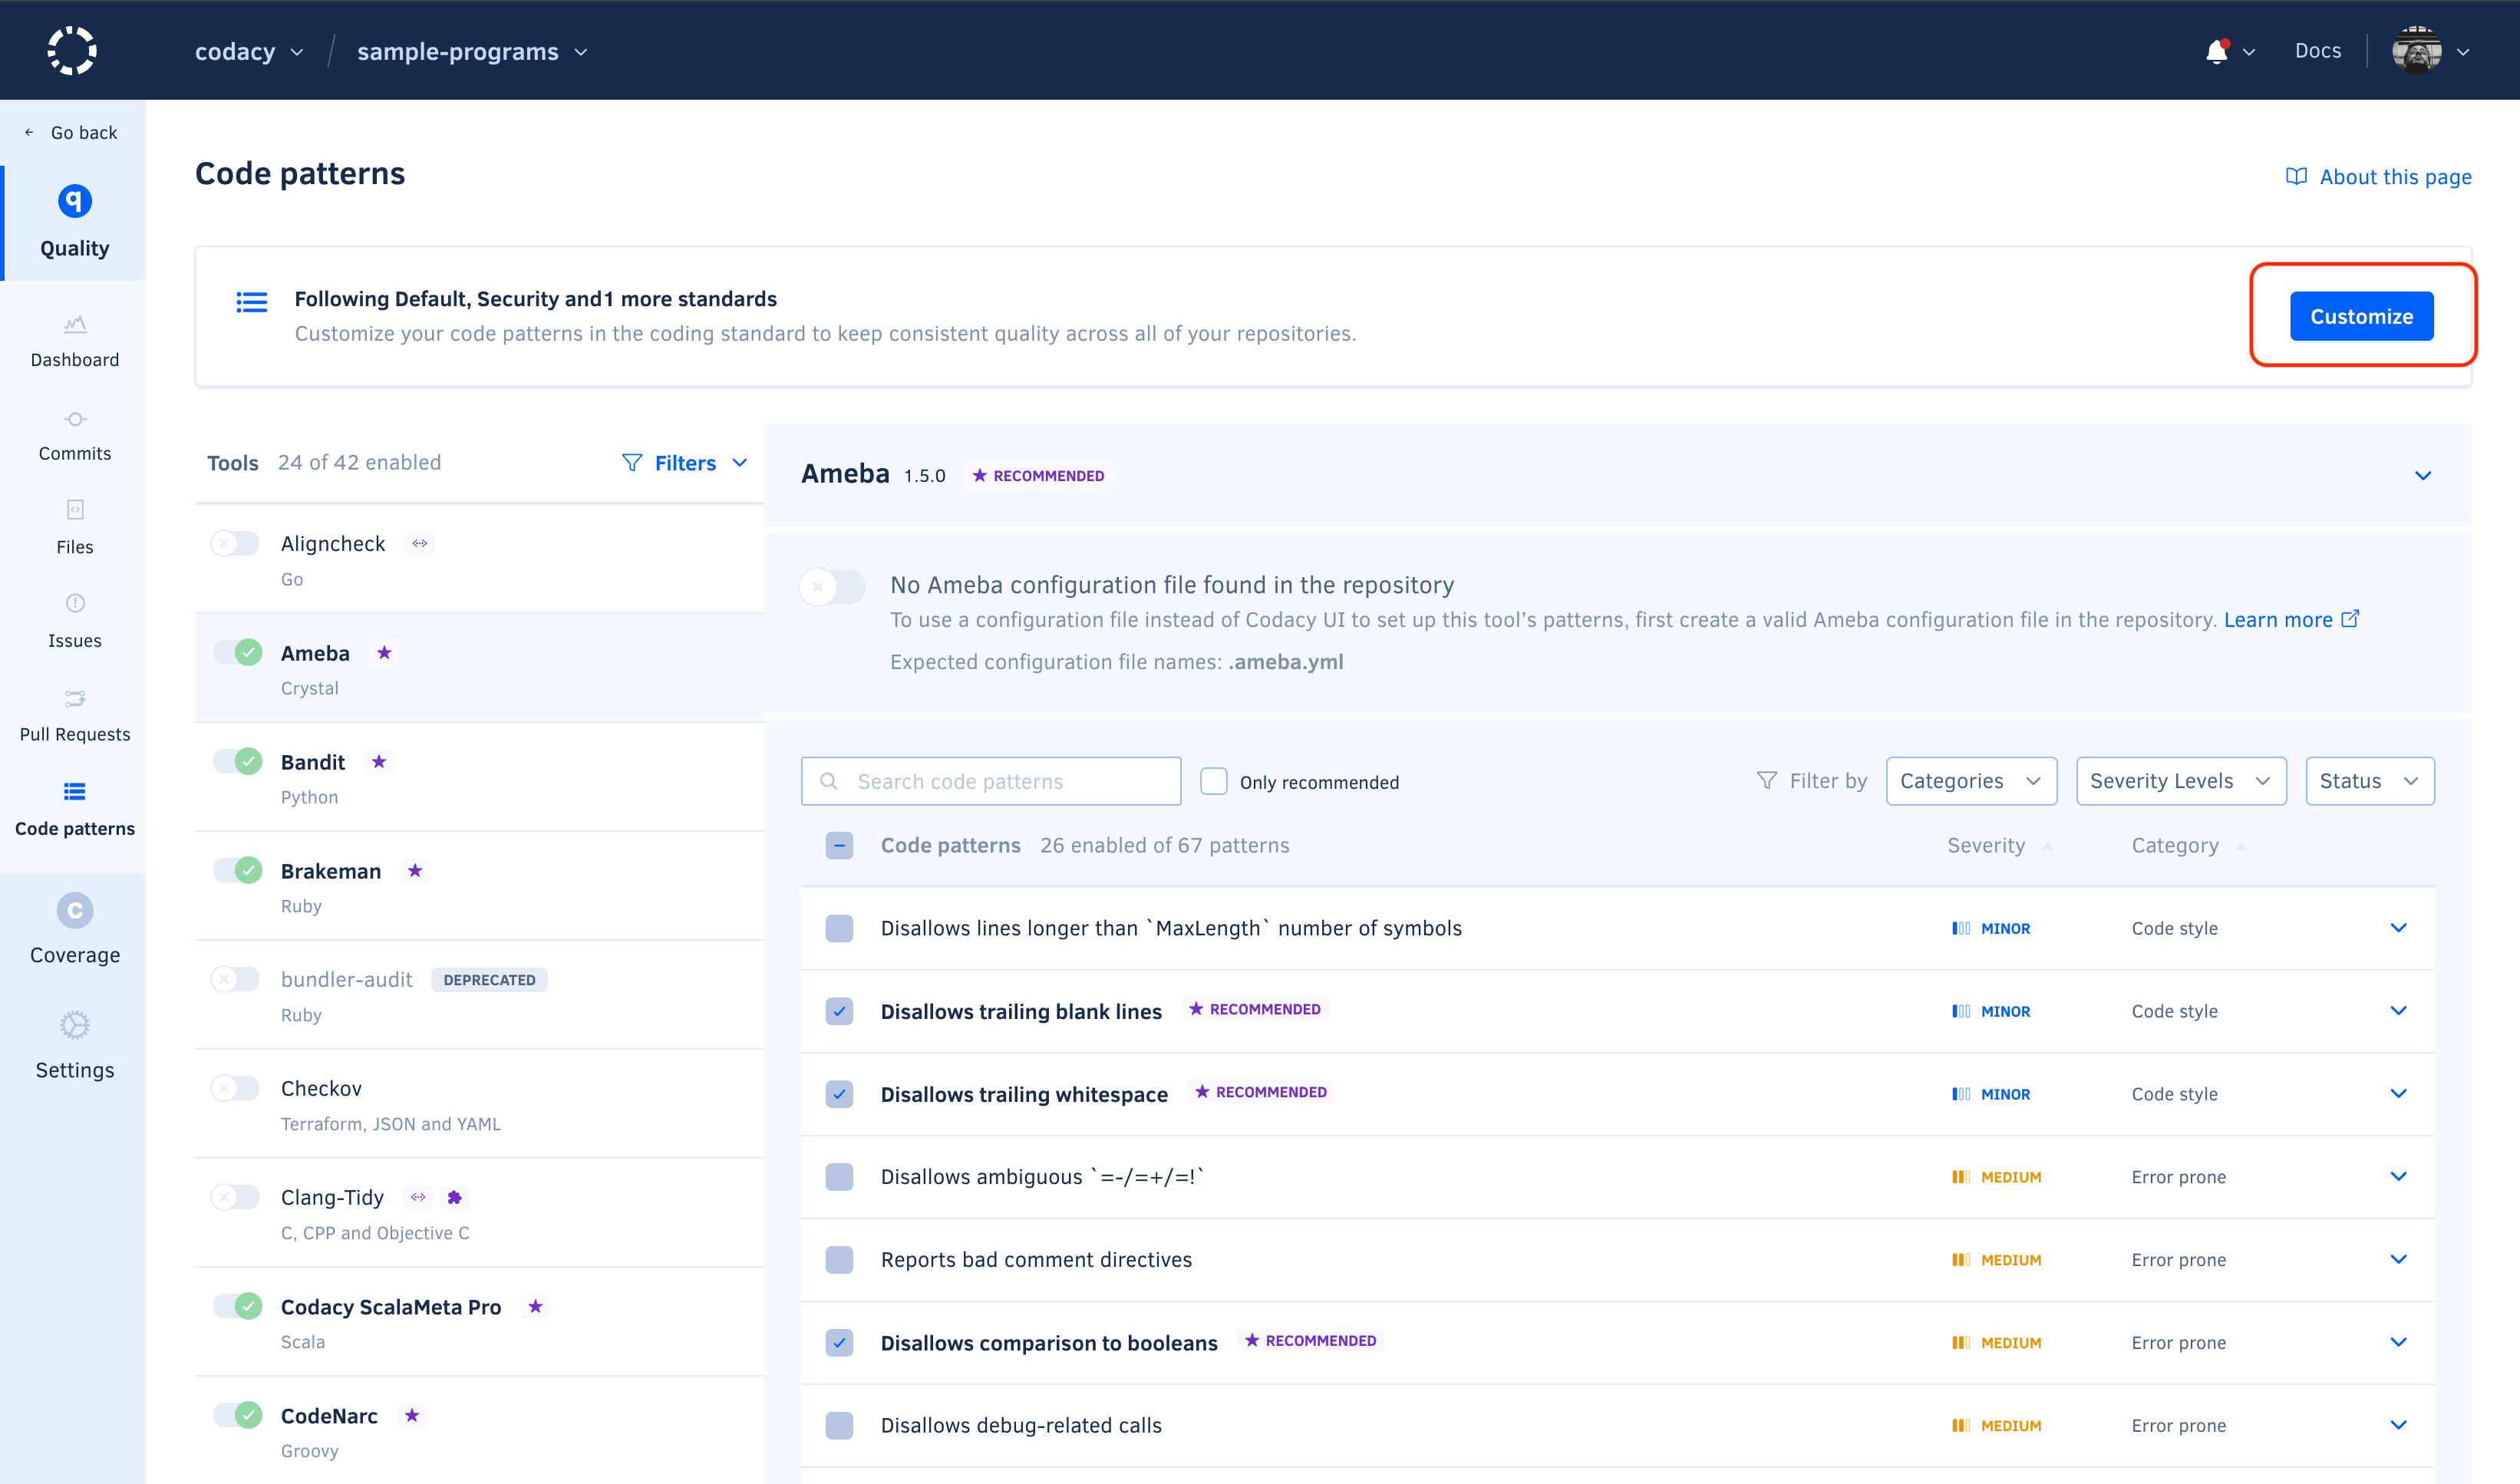 codacy / sample-programs
Docs
Go back
Quality
Dashboard
Commits
Files
Issues
Pull Requests
Code patterns
Coverage
Settings
Code patterns
About this page
Following Default, Security and1 more standards
Customize your code patterns in the coding standard to keep consistent quality across all of your repositories.
Customize
Tools 24 of 42 enabled
Filters
Aligncheck
Go
Ameba
Crystal
Bandit
Python
Brakeman
Ruby
bundler-audit DEPRECATED
Ruby
Checkov
Terraform, JSON and YAML
Clang-Tidy
C, CPP and Objective C
Codacy ScalaMeta Pro
Scala
CodeNarc
Groovy
Ameba 1.5.0 RECOMMENDED
No Ameba configuration file found in the repository
To use a configuration file instead of Codacy UI to set up this tool’s patterns, first create a valid Ameba configuration file in the repository. Learn more
Expected configuration file names: .ameba.yml
Search code patterns
Only recommended
Filter by
Categories
Severity Levels
Status
Code patterns 26 enabled of 67 patterns Severity Category
Disallows lines longer than `MaxLength` number of symbols MINOR Code style
Disallows trailing blank lines RECOMMENDED MINOR Code style
Disallows trailing whitespace RECOMMENDED MINOR Code style
Disallows ambiguous `=-/=+/=!` MEDIUM Error prone
Reports bad comment directives MEDIUM Error prone
Disallows comparison to booleans RECOMMENDED MEDIUM Error prone
Disallows debug-related calls MEDIUM Error prone